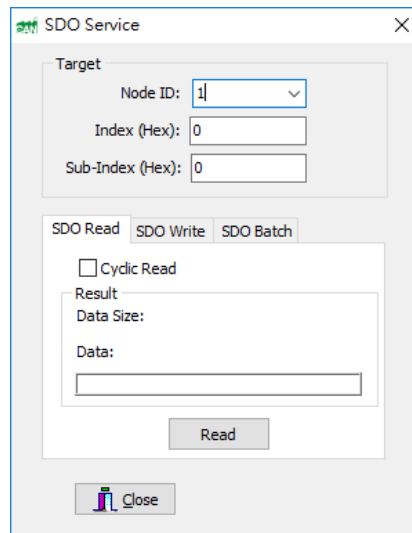 SDO Service
Target
Node ID: 1
Index (Hex): 0
Sub-Index (Hex): 0
SDO Read SDO Write SDO Batch
Cyclic Read
Result
Data Size:
Data:
Read
Close